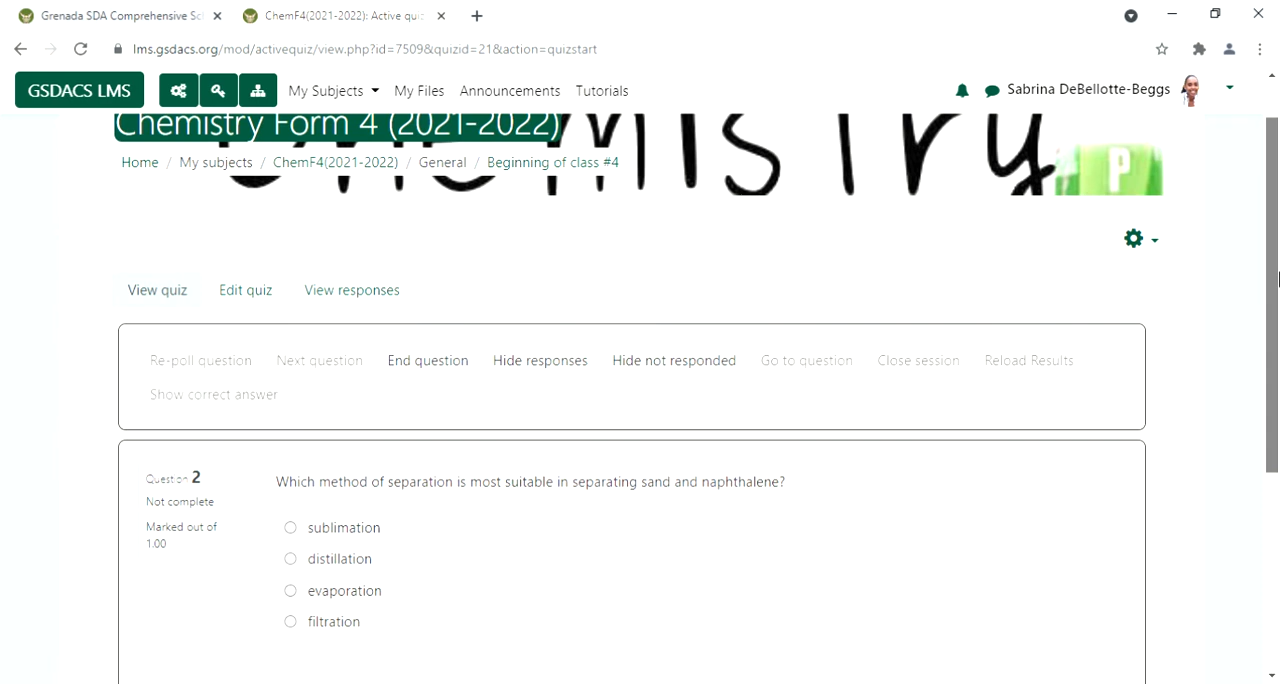 Grenada SDA Comprehensive Sc
ChemF4(2021-2022): Active qui
lms.gsdacs.org/mod/activequiz/view.php?id=7509&quizid=21&action=quizstart
GSDACS LMS
My Subjects
My Files
Announcements
Tutorials
Sabrina DeBellotte-Beggs
Chemistry Form 4 (2021-2022)
Chemistry
P
Home / My subjects / ChemF4(2021-2022) / General / Beginning of class #4
View quiz
Edit quiz
View responses
Re-poll question
Next question
End question
Hide responses
Hide not responded
Go to question
Close session
Reload Results
Show correct answer
Question 2
Not complete
Marked out of
1.00
Which method of separation is most suitable in separating sand and naphthalene?
sublimation
distillation
evaporation
filtration